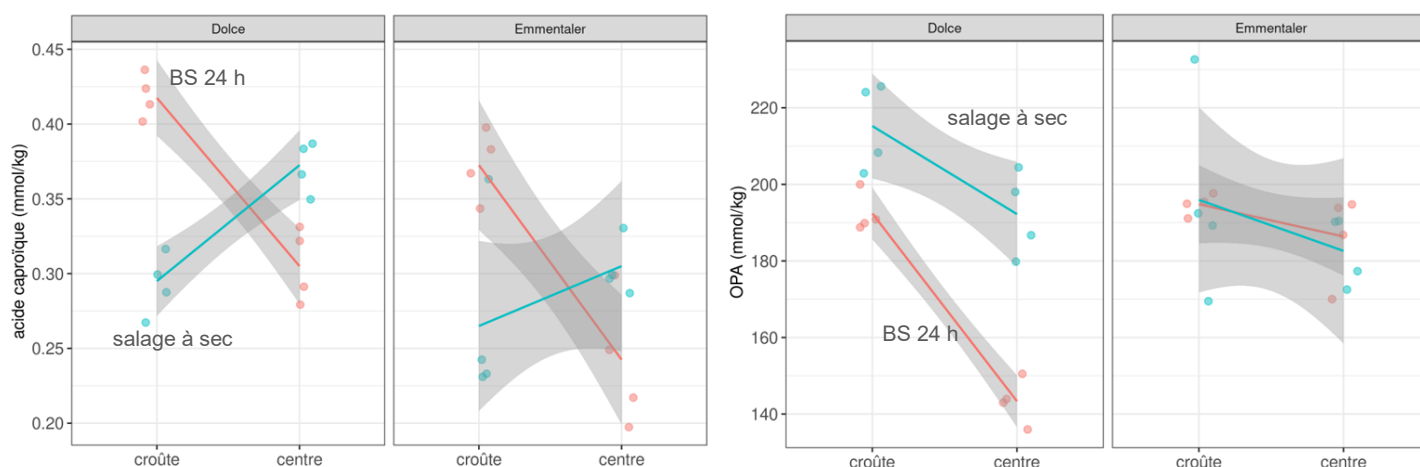 Dolce
Emmentaler
acide caproïque (mmol/kg)
0.45
0.40
0.35
0.30
0.25
0.20
BS 24 h
salage à sec
croûte
centre
croûte
centre
Dolce
Emmentaler
OPA (mmol/kg)
220
200
180
160
140
salage à sec
BS 24 h
croûte
centre
croûte
centre